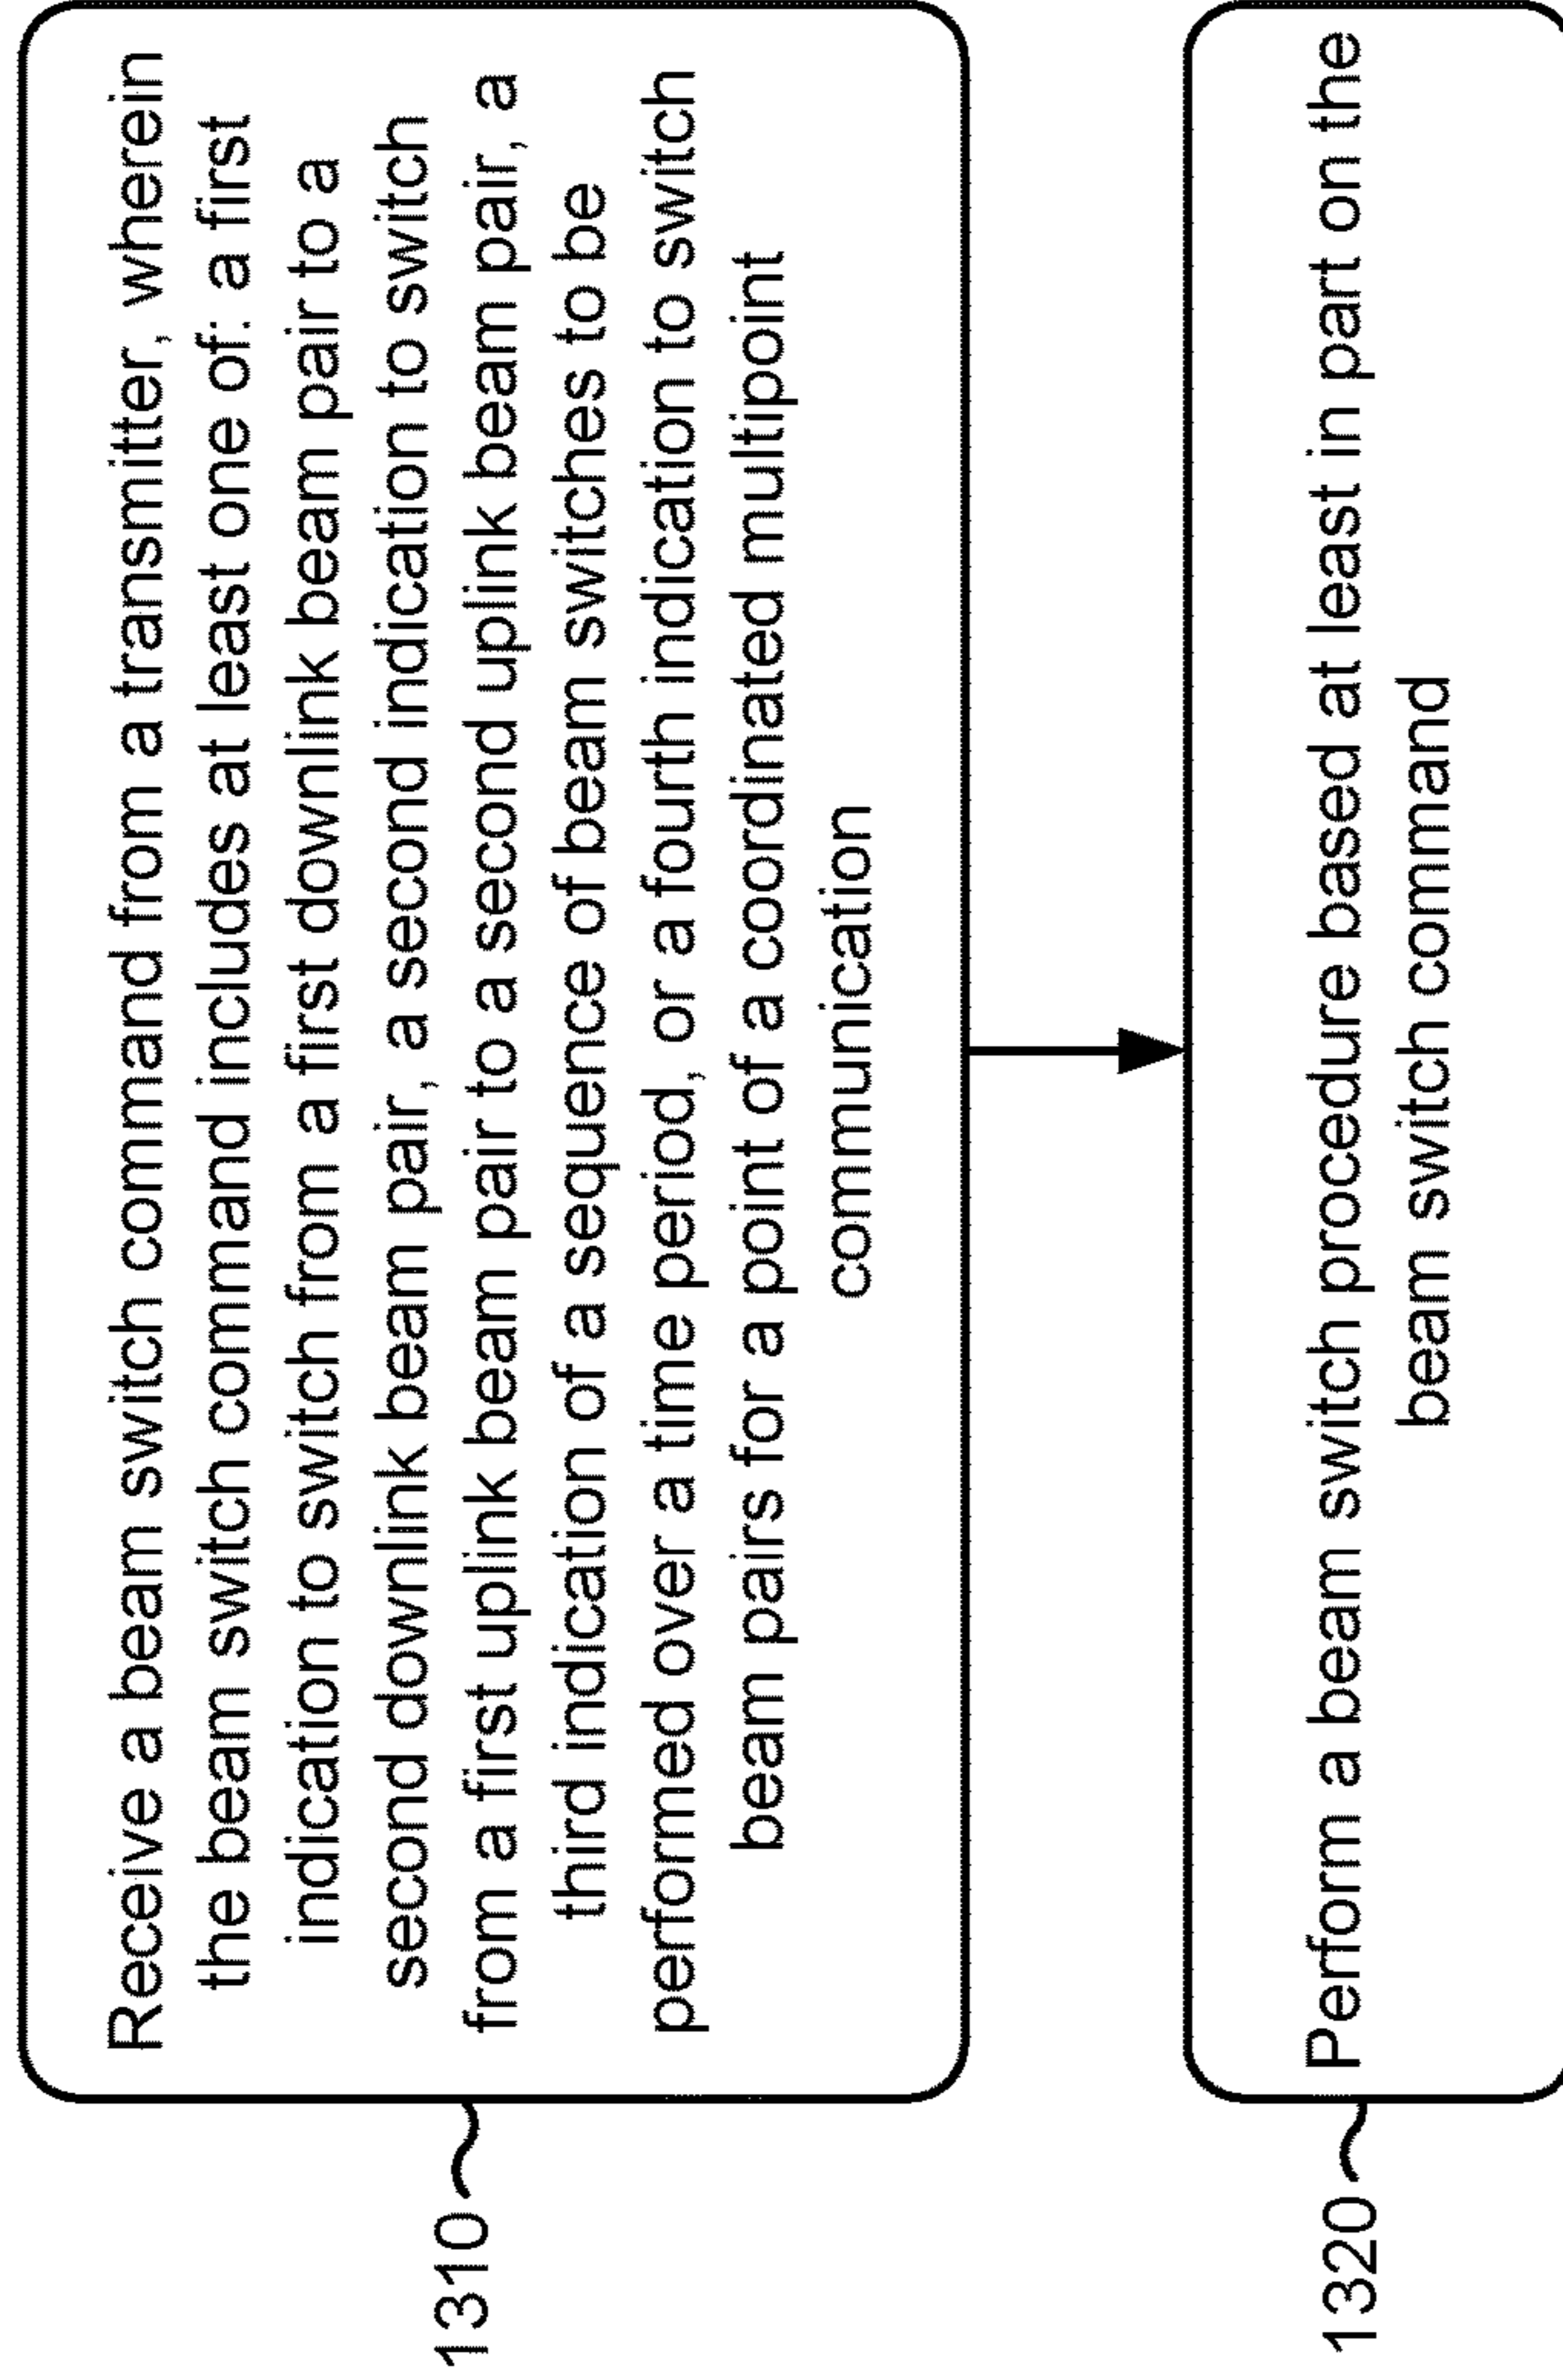 1310
Receive a beam switch command from a transmitter, wherein
the beam switch command includes at least one of: a first
indication to switch from a first downlink beam pair to a
second downlink beam pair, a second indication to switch
from a first uplink beam pair to a second uplink beam pair, a
third indication of a sequence of beam switches to be
performed over a time period, or a fourth indication to switch
beam pairs for a point of a coordinated multipoint
communication
1320
Perform a beam switch procedure based at least in part on the
beam switch command